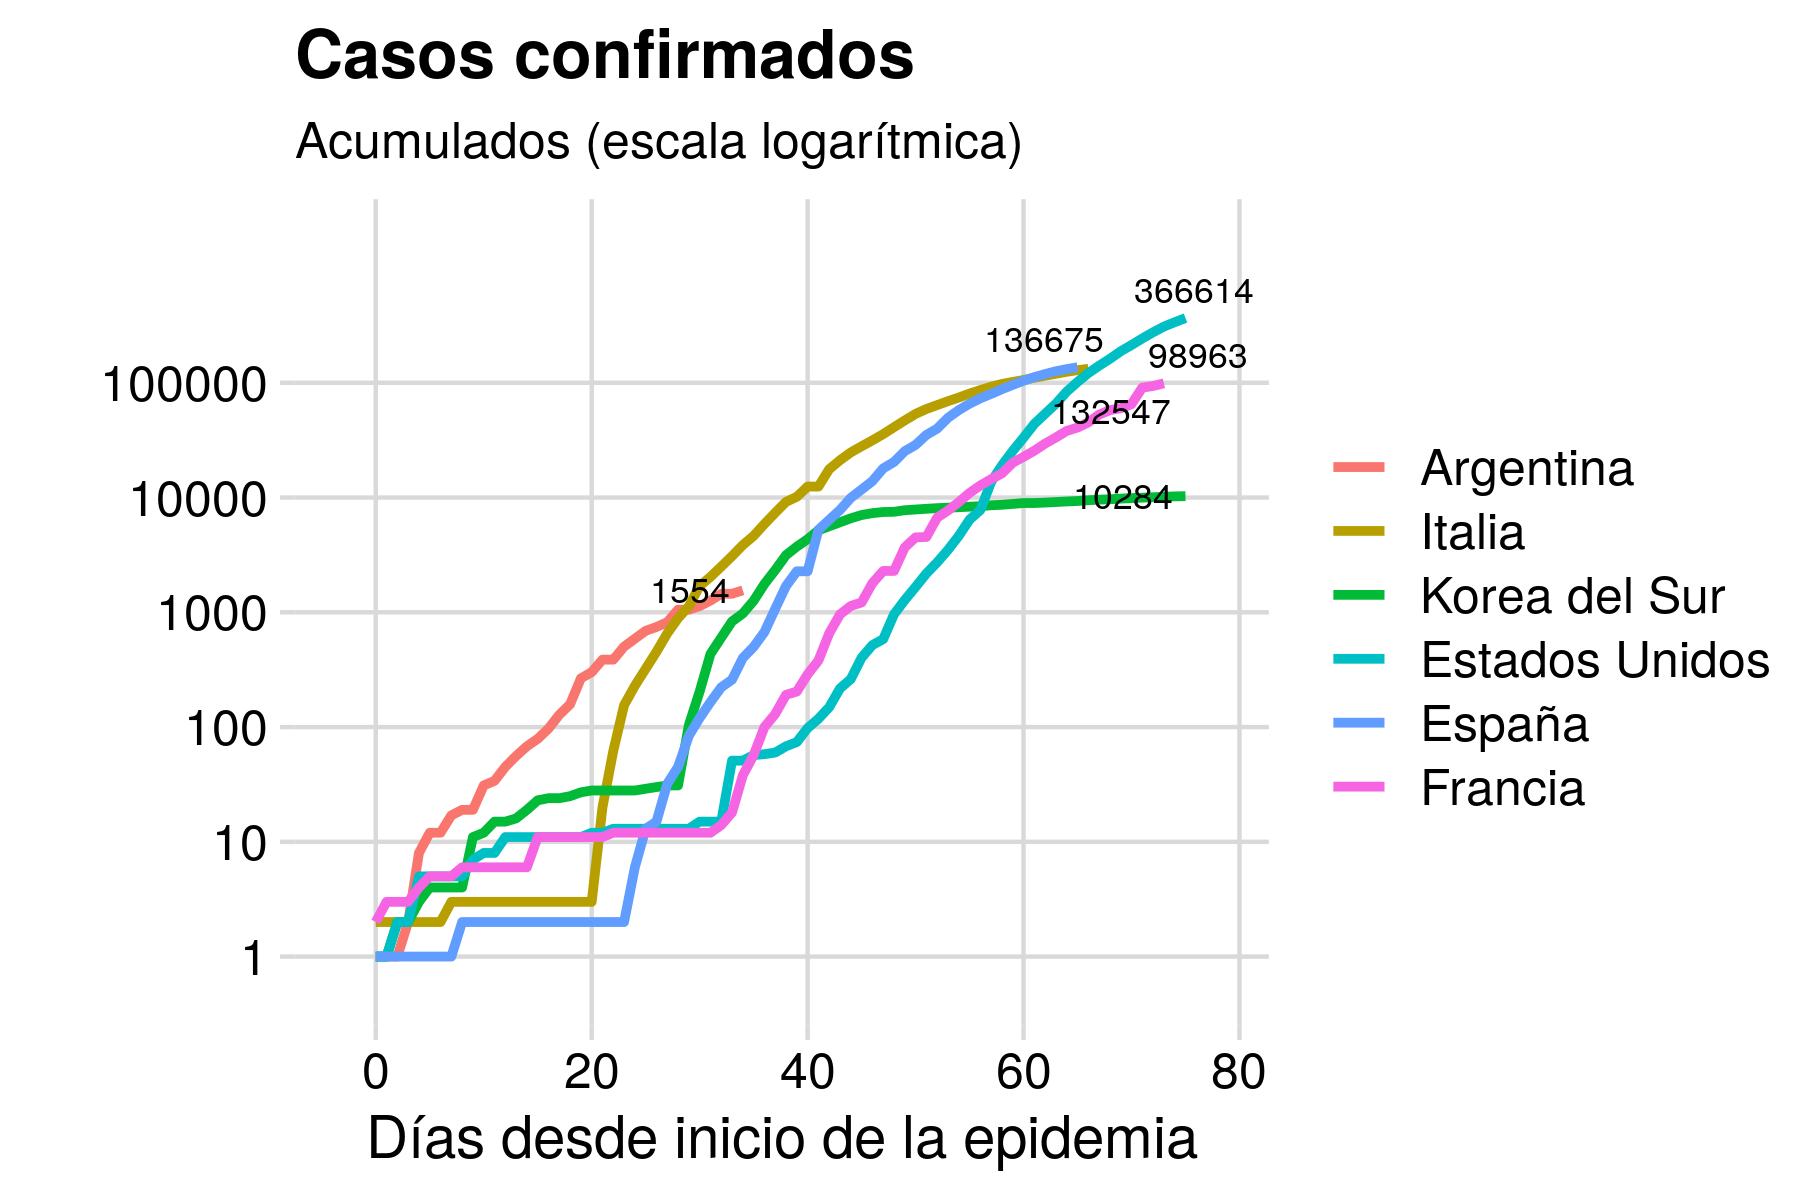 Casos confirmados
Acumulados (escala logarítmica)
366614
136675
98963
100000
132547
10000
10284
1554
1000
100
10
1
Argentina
Italia
Korea del Sur
Estados Unidos
España
Francia
0 20 40 60 80
Días desde inicio de la epidemia